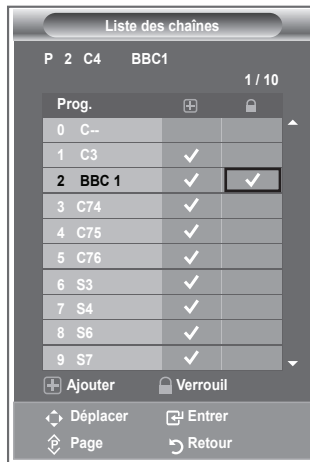 Liste des chaînes
P 2 C4 BBC1
1 / 10
Prog.
0 C--
1 C3
2 BBC 1
3 C74
4 C75
5 C76
6 S3
7 S4
8 S6
9 S7
Ajouter Verrouil
Déplacer Entrer
Page Retour